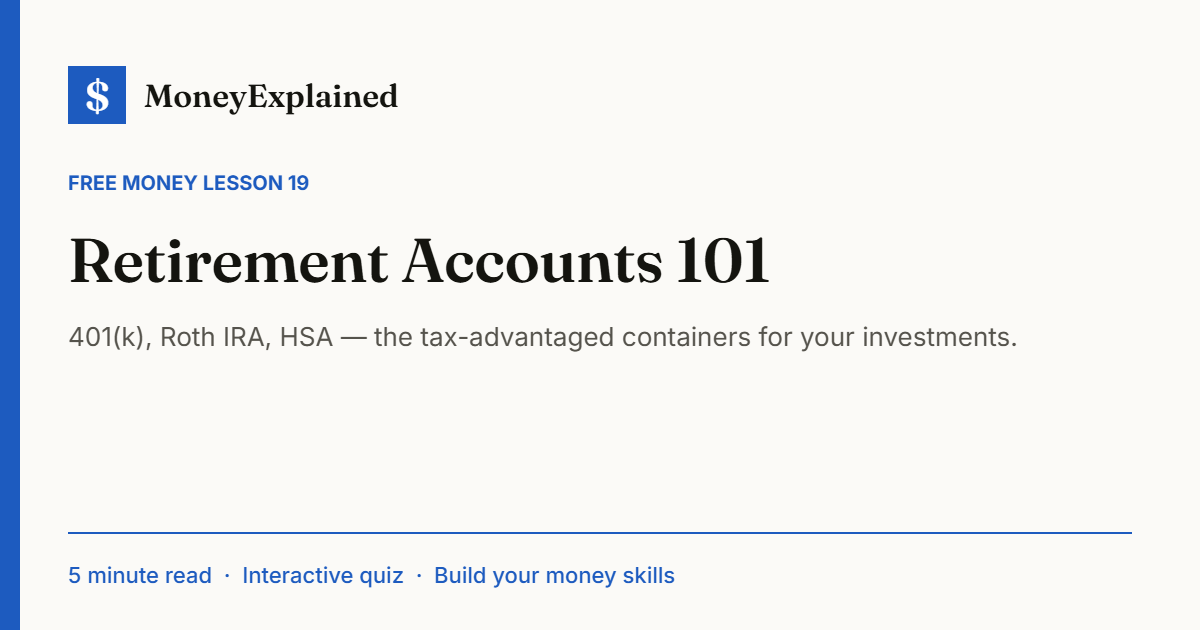 $ MoneyExplained
FREE MONEY LESSON 19
Retirement Accounts 101
401(k), Roth IRA, HSA — the tax-advantaged containers for your investments.
5 minute read · Interactive quiz · Build your money skills